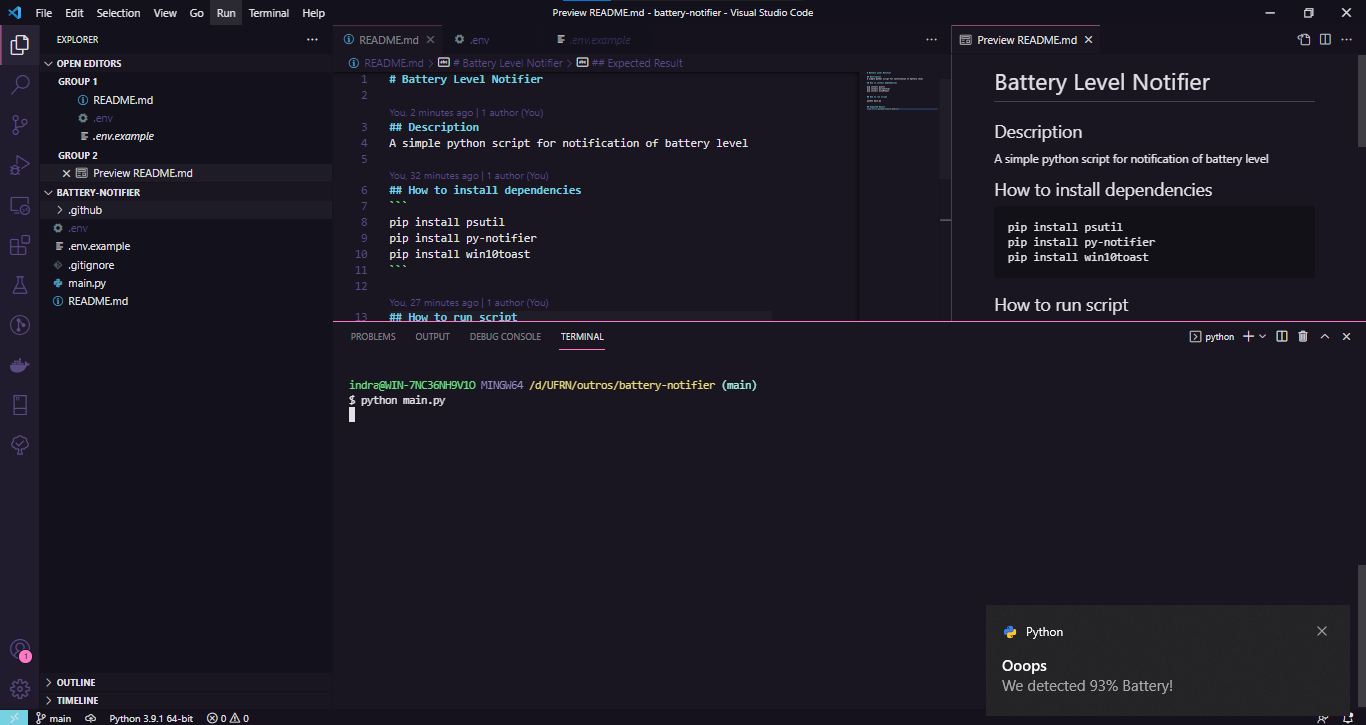 File Edit Selection View Go Run Terminal Help
Preview README.md - battery-notifier - Visual Studio Code
EXPLORER
OPEN EDITORS
GROUP 1
README.md
.env
.env.example
GROUP 2
Preview README.md
BATTERY-NOTIFIER
.github
.env
.env.example
.gitignore
main.py
README.md
OUTLINE
TIMELINE
README.md
.env
.env.example
README.md > # Battery Level Notifier > ## Expected Result
1 # Battery Level Notifier
2
You, 2 minutes ago | 1 author (You)
3 ## Description
4 A simple python script for notification of battery level
5
You, 32 minutes ago | 1 author (You)
6 ## How to install dependencies
7 ```
8 pip install psutil
9 pip install py-notifier
10 pip install win10toast
11 ```
12
You, 27 minutes ago | 1 author (You)
13 ## How to run script
Preview README.md
Battery Level Notifier
Description
A simple python script for notification of battery level
How to install dependencies
pip install psutil
pip install py-notifier
pip install win10toast
How to run script
PROBLEMS OUTPUT DEBUG CONSOLE TERMINAL
python
indra@WIN-7NC36NH9V1O MINGW64 /d/UFRN/outros/battery-notifier (main)
$ python main.py
Python
Ooops
We detected 93% Battery!
1
main
Python 3.9.1 64-bit
0 0